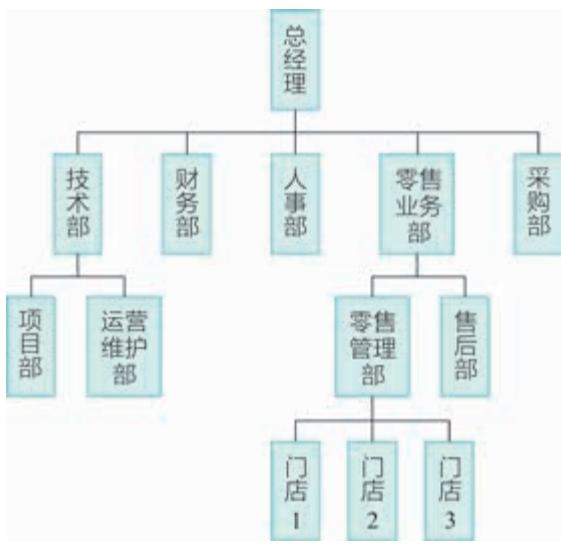 总经理
技术部
财务部
人事部
零售业务部
采购部
项目部
运营维护部
零售管理部
售后部
门店1
门店2
门店3